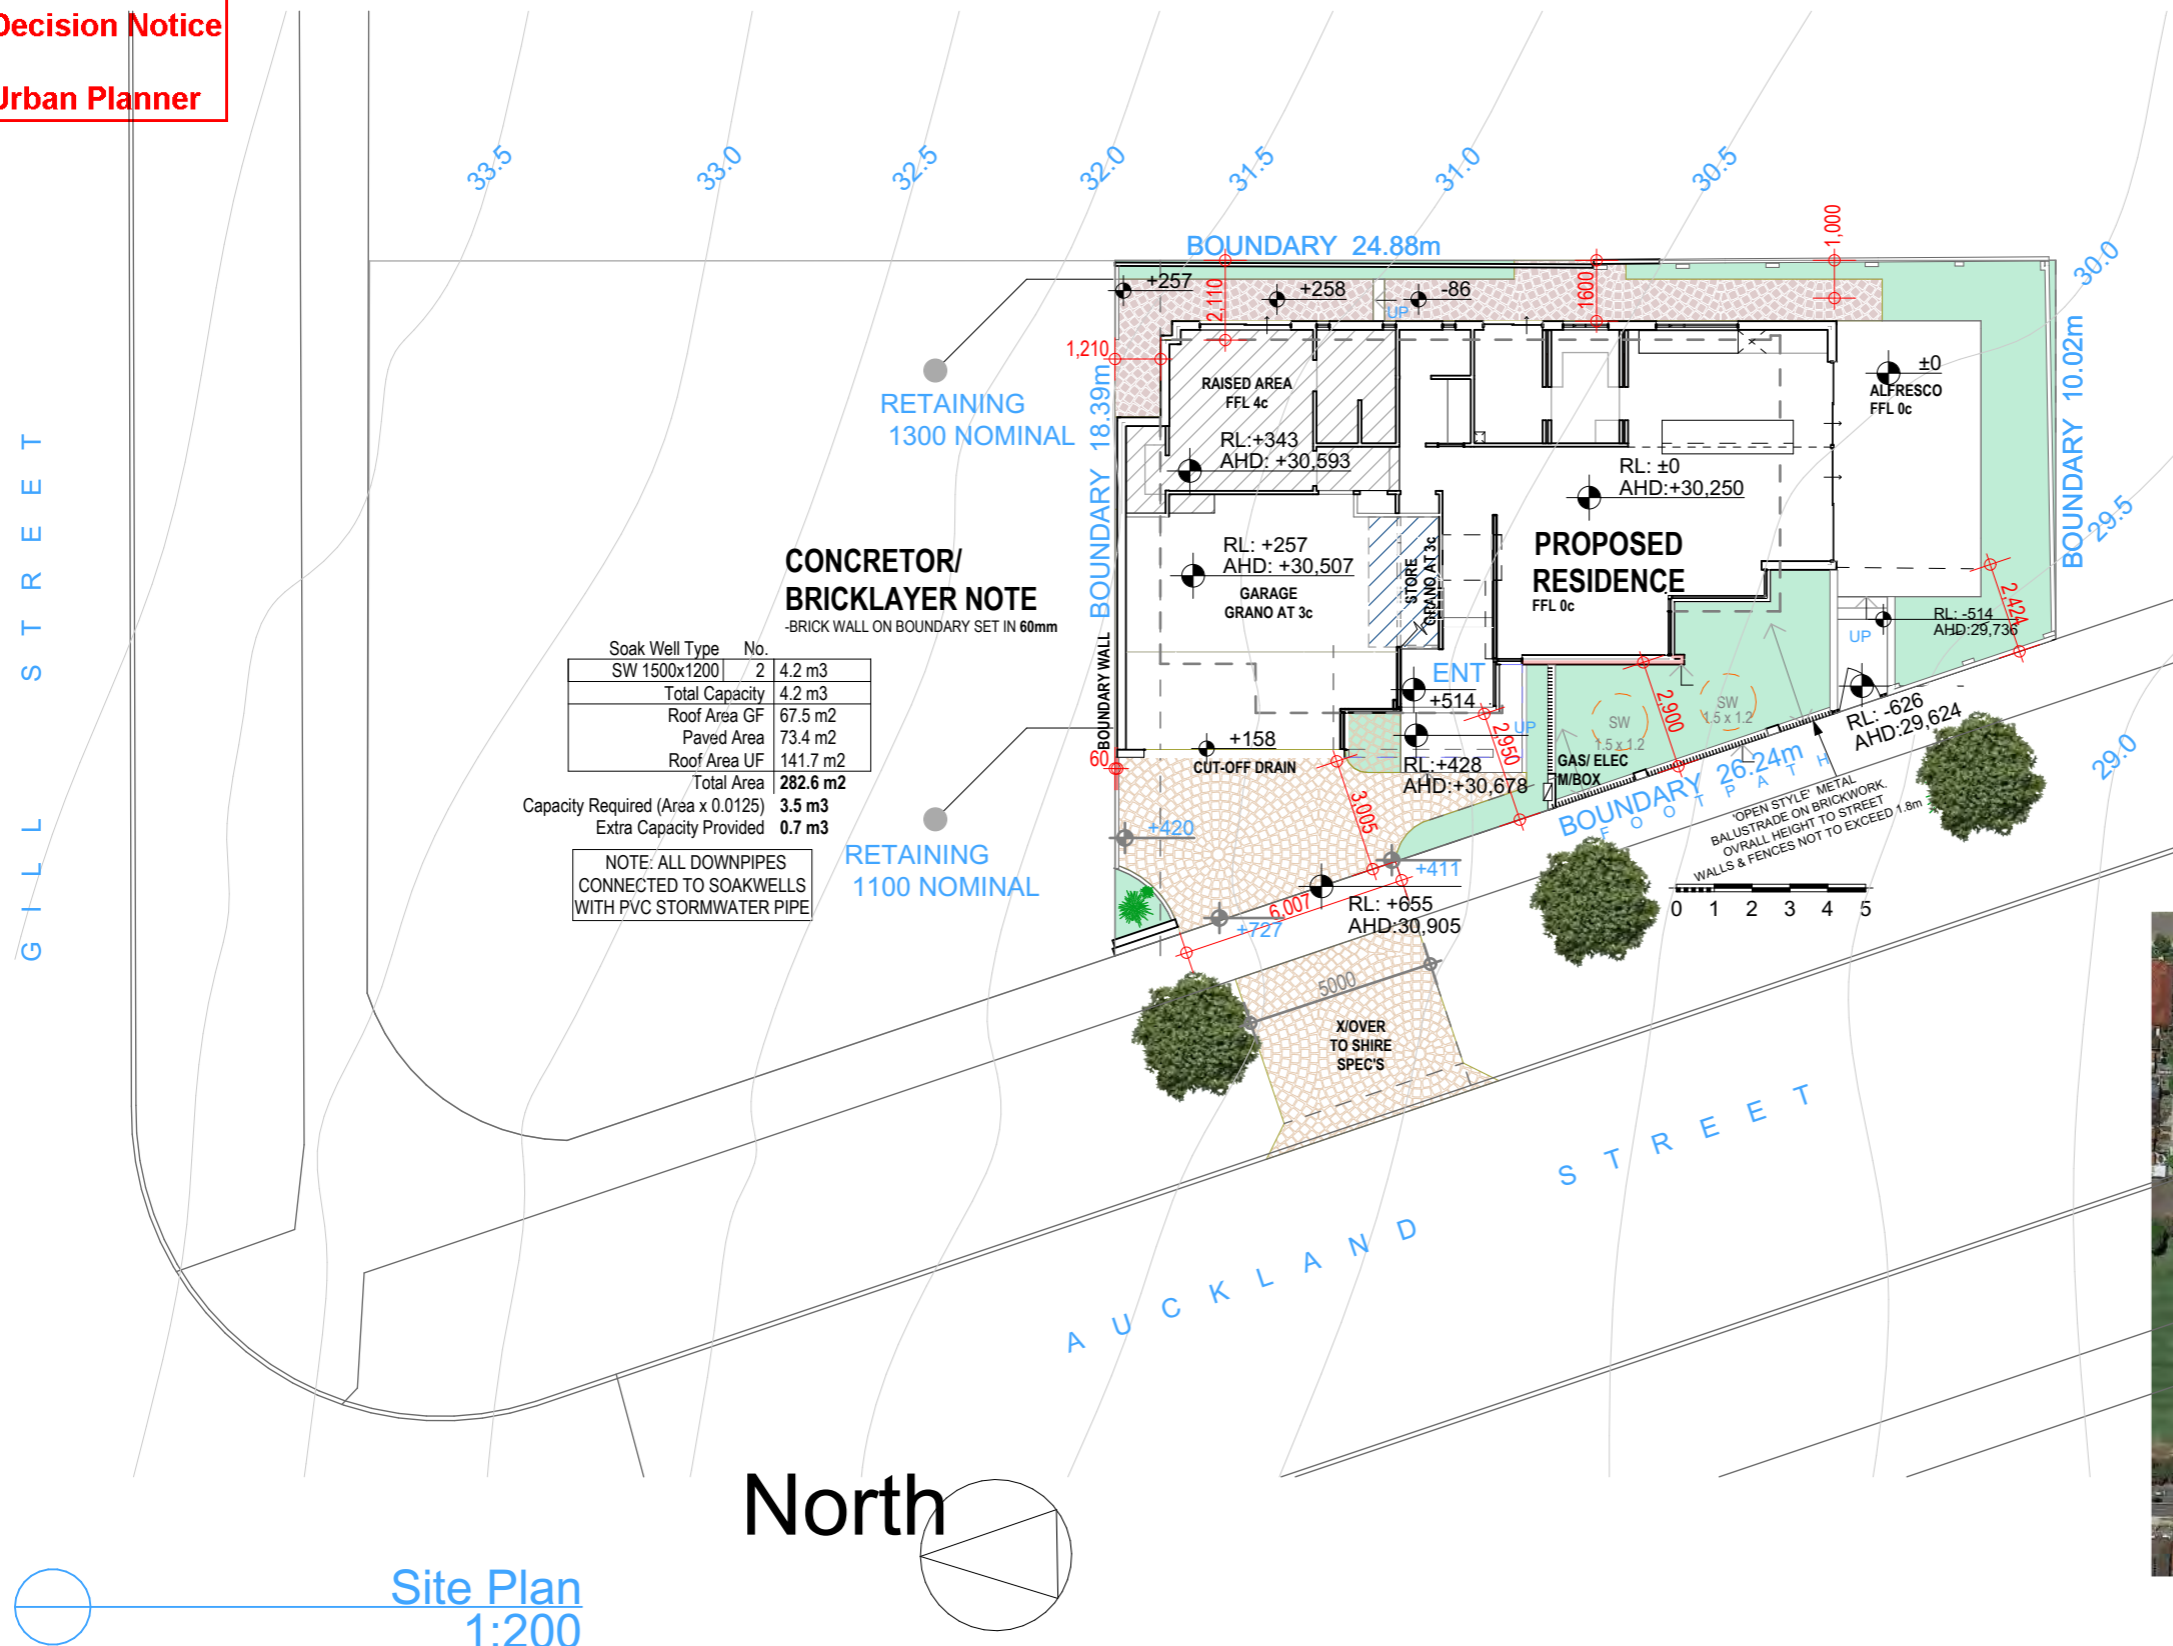 Decision Notice
Urban Planner
33.5
33.0
32.5
32.0
31.5
31.0
30.5
30.0
29.5
29.0
GILL STREET
BOUNDARY 24.88m
1,000
+257
2,110
+258
-86
1600
UP
1,210
RETAINING
1300 NOMINAL
BOUNDARY 18.39m
RAISED AREA
FFL 4c
RL:+343
AHD: +30,593
±0
ALFRESCO
FFL 0c
BOUNDARY 10.02m
RL: ±0
AHD:+30,250
PROPOSED
RESIDENCE
FFL 0c
CONCRETOR/
BRICKLAYER NOTE
-BRICK WALL ON BOUNDARY SET IN 60mm
RL: +257
AHD: +30,507
GARAGE
GRANO AT 3c
STORE
GRANO AT 3c
2,424
RL: -514
AHD:29,736
UP
Soak Well Type No.
SW 1500x1200 2 4.2 m3
Total Capacity 4.2 m3
Roof Area GF 67.5 m2
Paved Area 73.4 m2
Roof Area UF 141.7 m2
Total Area 282.6 m2
Capacity Required (Area x 0.0125) 3.5 m3
Extra Capacity Provided 0.7 m3
NOTE: ALL DOWNPIPES
CONNECTED TO SOAKWELLS
WITH PVC STORMWATER PIPE
BOUNDARY WALL
60
ENT
+514
UP
2,950
2,900
SW
1.5 x 1.2
SW
1.5 x 1.2
RL: -626
AHD:29,624
+158
CUT-OFF DRAIN
RL:+428
AHD:+30,678
GAS/ ELEC
M/BOX
BOUNDARY 26.24m
FOOTPATH
'OPEN STYLE' METAL
BALUSTRADE ON BRICKWORK.
OVRALL HEIGHT TO STREET
WALLS & FENCES NOT TO EXCEED 1.8m
3,005
+420
+411
RETAINING
1100 NOMINAL
6,007
+727
RL: +655
AHD:30,905
0 1 2 3 4 5
5000
X/OVER
TO SHIRE
SPEC'S
AUCKLAND STREET
North
Site Plan
1:200